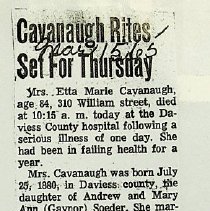 Cavanaugh Rites
May 15 65
Set For Thursday
Mrs. Etta Marie Cavanaugh,
age 84, 310 William street, died
at 10:15 a. m. today at the Da-
viess County hospital following a
serious illness of one day. She
had been in failing health for
a year.
Mrs. Cavanaugh was born July
25, 1880, in Daviess county, the
daughter of Andrew and Mary
Ann (Gaynor) Soeder. She mar-